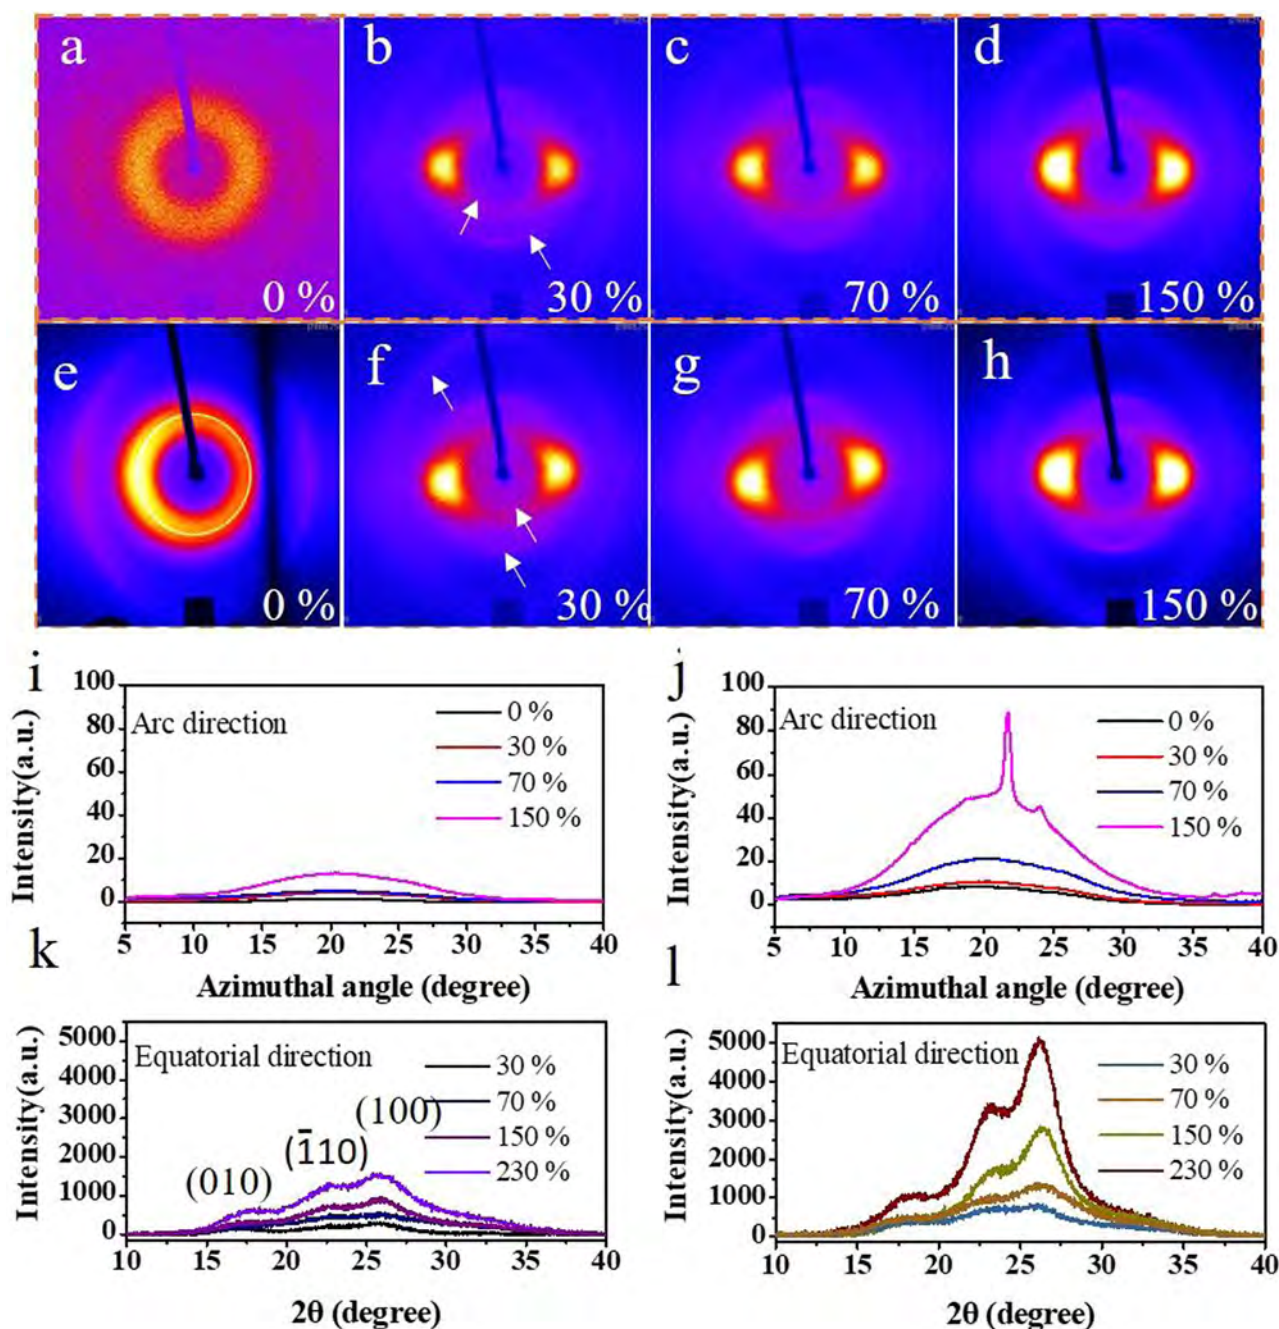 a b c d
0 % 30 % 70 % 150 %
e f g h
0 % 30 % 70 % 150 %
i
Arc direction
0 %
30 %
70 %
150 %
Intensity(a.u.)
100
80
60
40
20
0
5 10 15 20 25 30 35 40
Azimuthal angle (degree)
j
Arc direction
0 %
30 %
70 %
150 %
Intensity(a.u.)
100
80
60
40
20
0
5 10 15 20 25 30 35 40
Azimuthal angle (degree)
k
Equatorial direction
30 %
70 %
150 %
230 %
(010)
(1̄10)
(100)
Intensity(a.u.)
5000
4000
3000
2000
1000
0
10 15 20 25 30 35 40
2θ (degree)
l
Equatorial direction
30 %
70 %
150 %
230 %
Intensity(a.u.)
5000
4000
3000
2000
1000
0
10 15 20 25 30 35 40
2θ (degree)